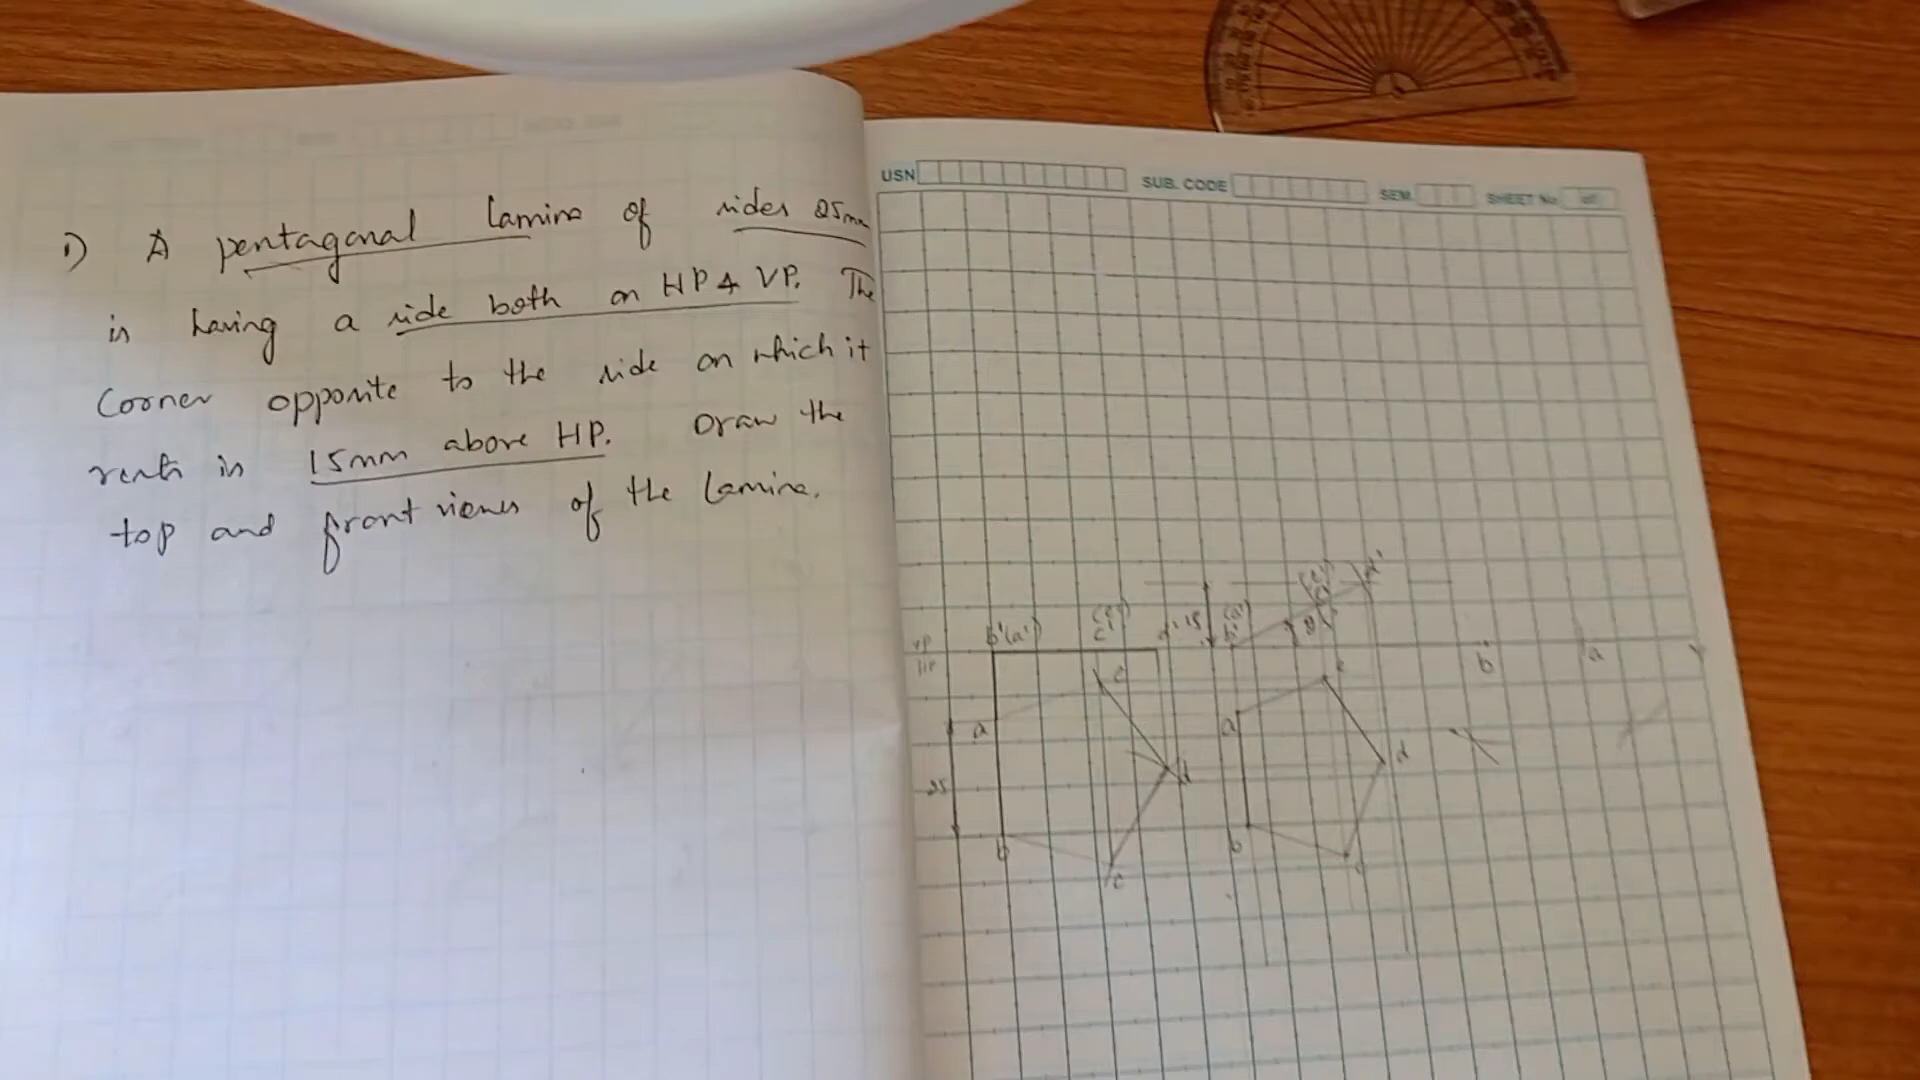 1) A pentagonal lamina of sides 25mm
is having a side both on HP & VP. The
Corner opposite to the side on which it
rests is 15mm above HP. Draw the
top and front views of the lamina.
USN SUB. CODE SEM SHEET No
b'(a') (e') c' d' 15 (a') b' (e') c' d'
VP
HP
e e b a Y
a a d
25 d
b c b c